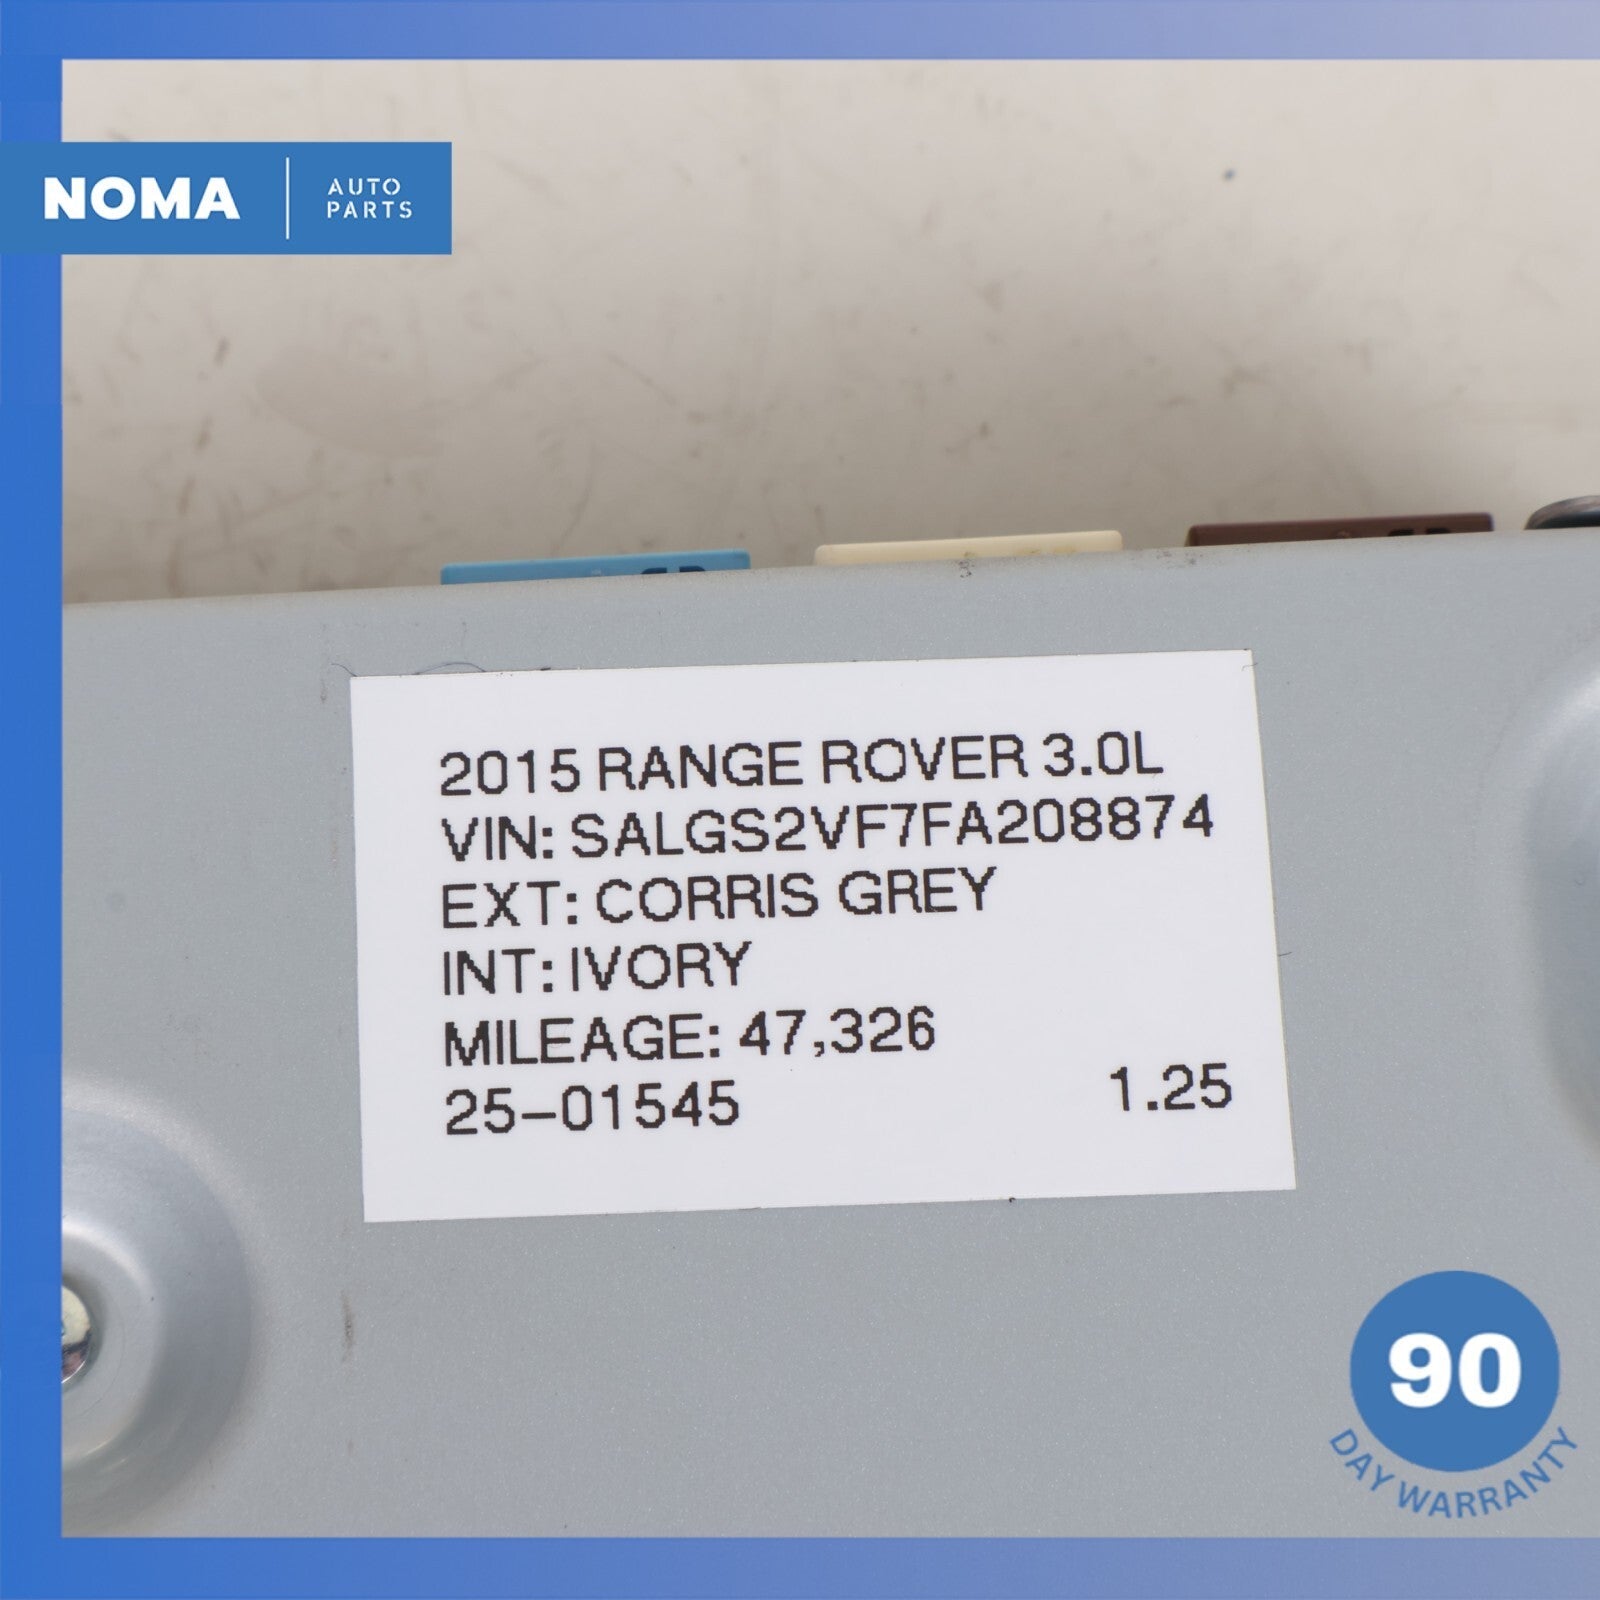 NOMA
AUTO
PARTS
2015 RANGE ROVER 3.0L
VIN: SALGS2VF7FA208874
EXT: CORRIS GREY
INT: IVORY
MILEAGE: 47,326
25-01545 1.25
90
DAY WARRANTY